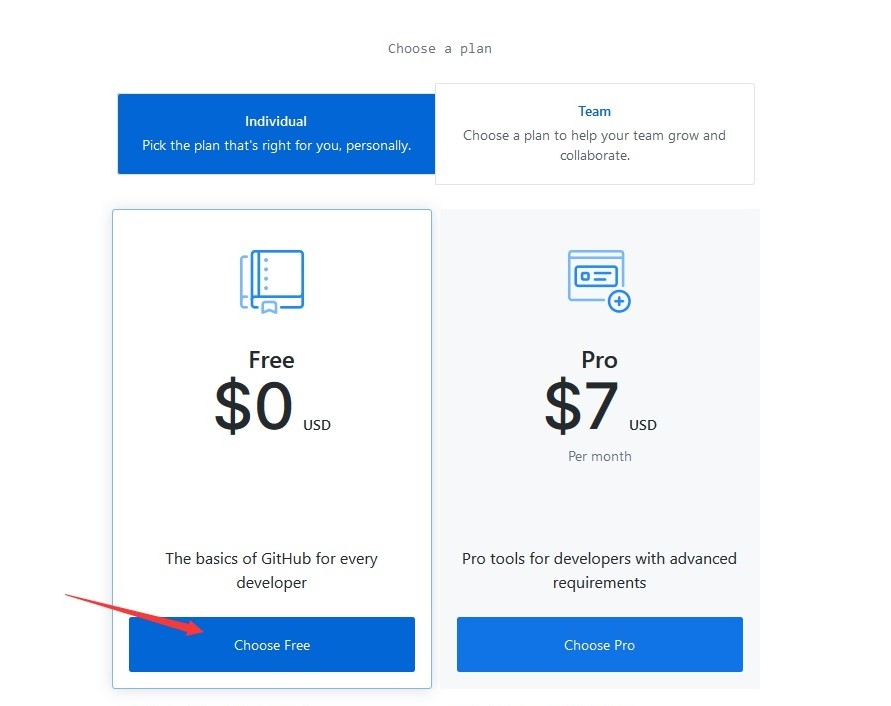 Choose a plan
Individual
Pick the plan that's right for you, personally.
Team
Choose a plan to help your team grow and
collaborate.
Free
$0 USD
The basics of GitHub for every
developer
Choose Free
Pro
$7 USD
Per month
Pro tools for developers with advanced
requirements
Choose Pro